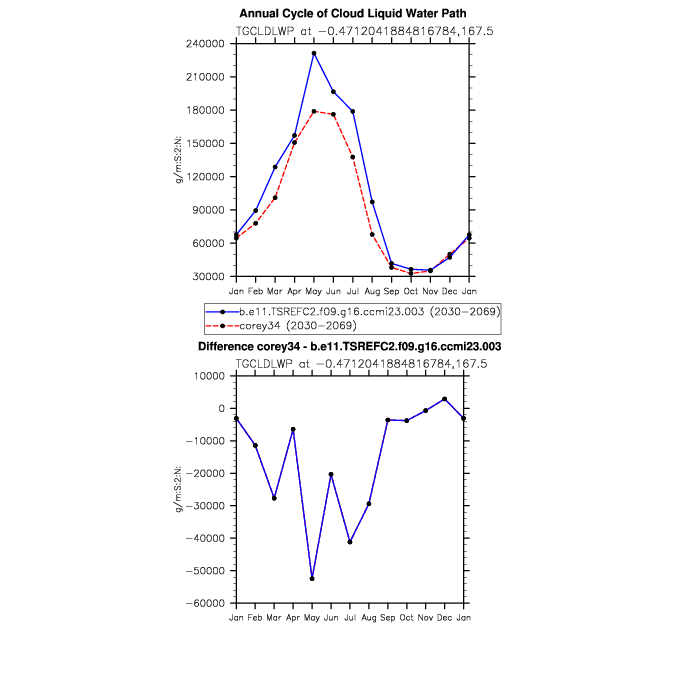 Annual Cycle of Cloud Liquid Water Path
TGCLDLWP at −0.4712041884816784,167.5
240000
210000
180000
150000
120000
90000
60000
30000
g/m:S:2:N:
Jan Feb Mar Apr May Jun Jul Aug Sep Oct Nov Dec Jan
b.e11.TSREFC2.f09.g16.ccmi23.003 (2030−2069)
corey34 (2030−2069)
Difference corey34 - b.e11.TSREFC2.f09.g16.ccmi23.003
TGCLDLWP at −0.4712041884816784,167.5
10000
0
−10000
−20000
−30000
−40000
−50000
−60000
g/m:S:2:N:
Jan Feb Mar Apr May Jun Jul Aug Sep Oct Nov Dec Jan